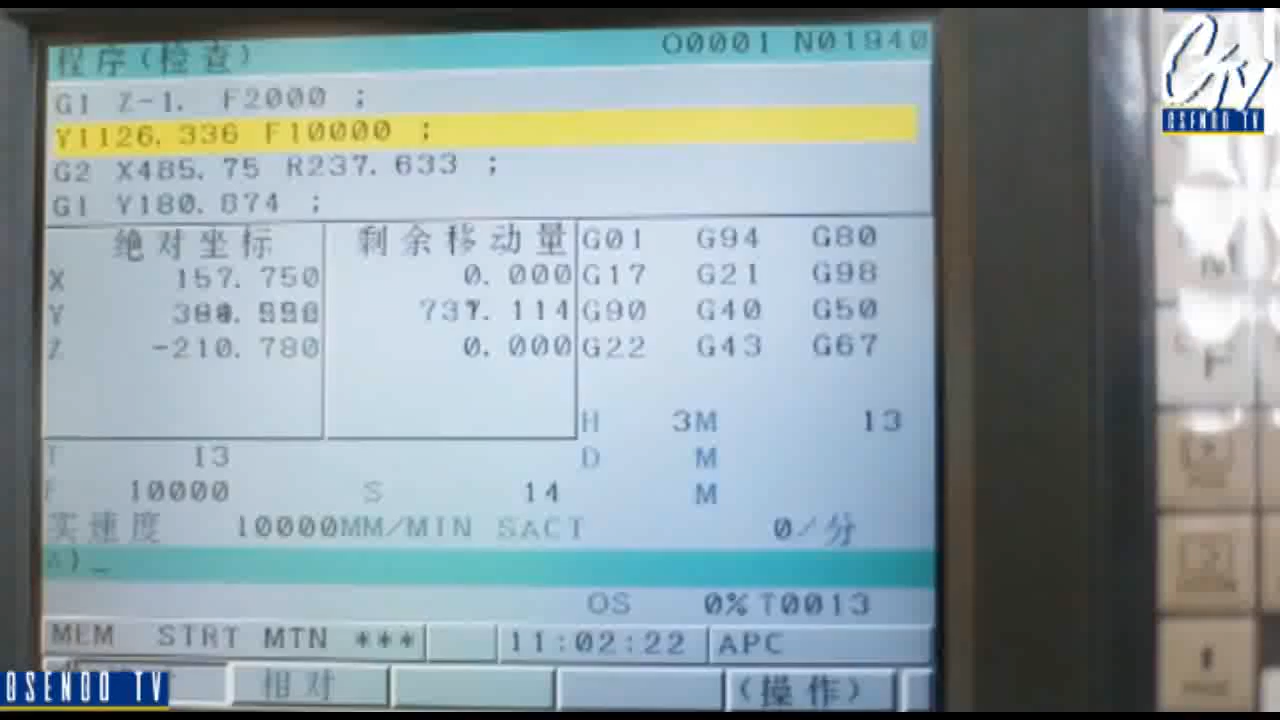 程序(检查) O0001 N01940
G1 Z-1. F2000 ;
Y1126.336 F10000 ;
G2 X485.75 R237.633 ;
G1 Y180.874 ;
绝对坐标 剩余移动量 G01 G94 G80
X 157.750 0.000 G17 G21 G98
Y 114 G90 G40 G50
Z -210.780 0.000 G22 G43 G67
H 3 M 13
T 13 D M
F 10000 S 14 M
实速度 10000MM/MIN SACT 0/分
A)_
OS 0% T0013
MEM STRT MTN *** 11:02:22 APC
相对 (操作)
OSENDO TV
CTV
OSENDO TV